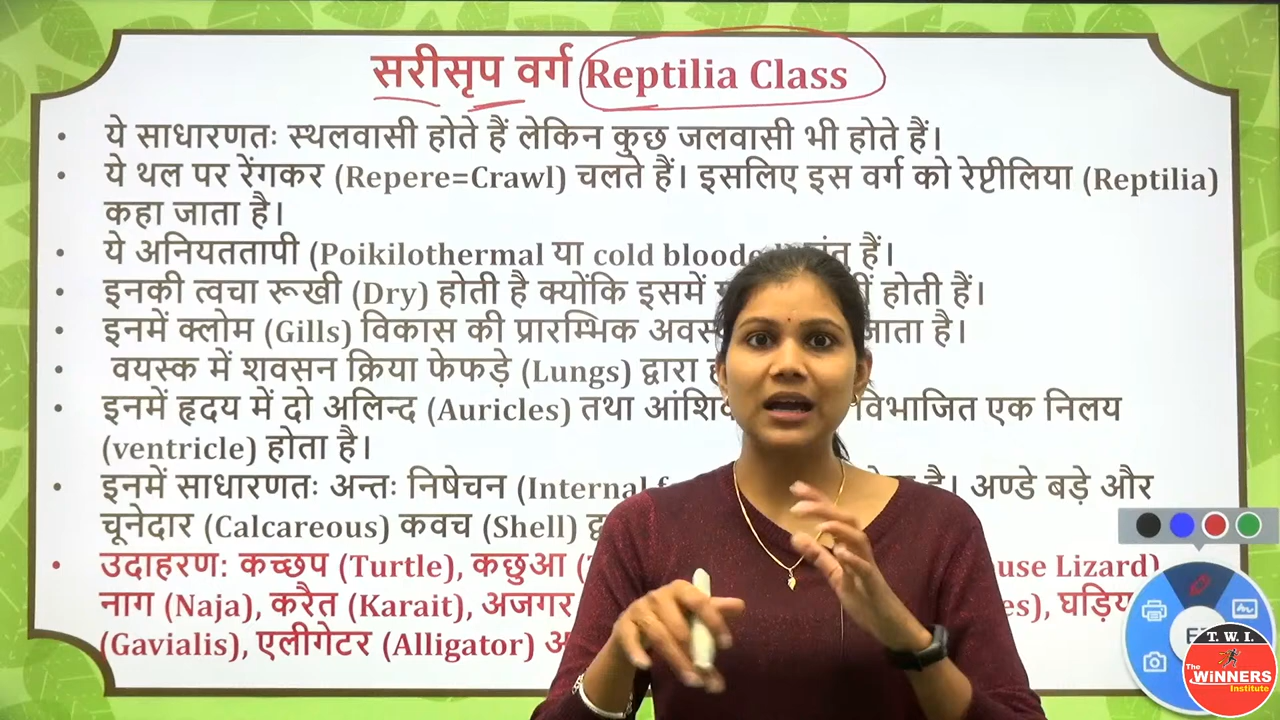 सरीसृप वर्ग Reptilia Class
• ये साधारणतः स्थलवासी होते हैं लेकिन कुछ जलवासी भी होते हैं।
• ये थल पर रेंगकर (Repere=Crawl) चलते हैं। इसलिए इस वर्ग को रेप्टीलिया (Reptilia)
कहा जाता है।
• ये अनियततापी (Poikilothermal या cold हैं।
• इनकी त्वचा रूखी (Dry) होती है क्योंकि इसमें होती हैं।
• इनमें क्लोम (Gills) विकास की प्रारम्भिक जाता है।
• वयस्क में शवसन क्रिया फेफड़े (Lungs) द्वारा
• इनमें हृदय में दो अलिन्द (Auricles) तथा विभाजित एक निलय
(ventricle) होता है।
• इनमें साधारणतः अन्तः निषेचन (Internal है। अण्डे बड़े और
चूनेदार (Calcareous) कवच (Shell)
• उदाहरण: कच्छप (Turtle), कछुआ Lizard)
नाग (Naja), करैत (Karait), अजगर
(Gavialis), एलीगेटर (Alligator)
T. W. I.
The
WiNNERS
Institute